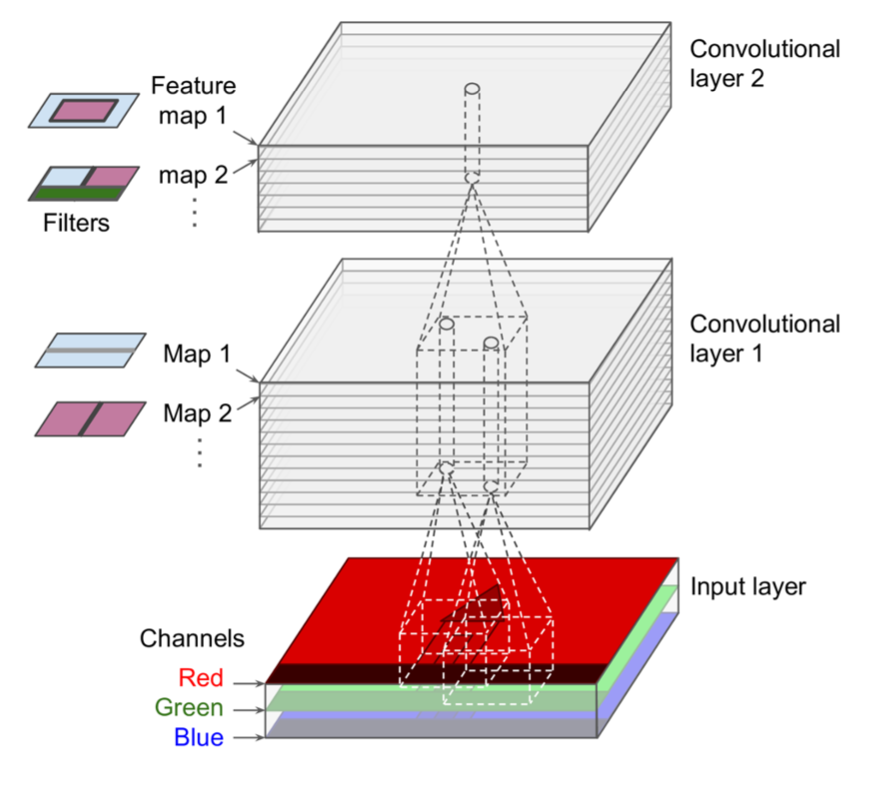 Convolutional
layer 2
Feature
map 1
map 2
Filters
Convolutional
layer 1
Map 1
Map 2
Input layer
Channels
Red
Green
Blue